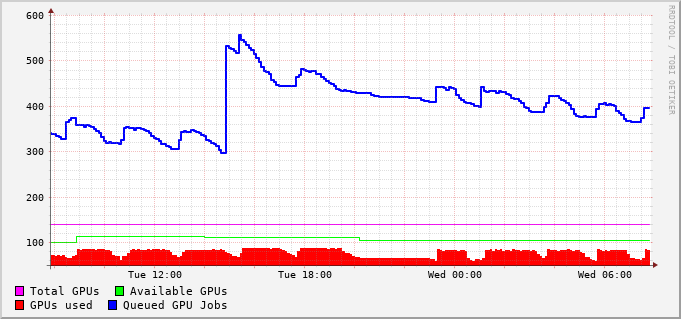 600
500
400
300
200
100
Tue 12:00 Tue 18:00 Wed 00:00 Wed 06:00
Total GPUs Available GPUs
GPUs used Queued GPU Jobs
RRDTOOL / TOBI OETIKER